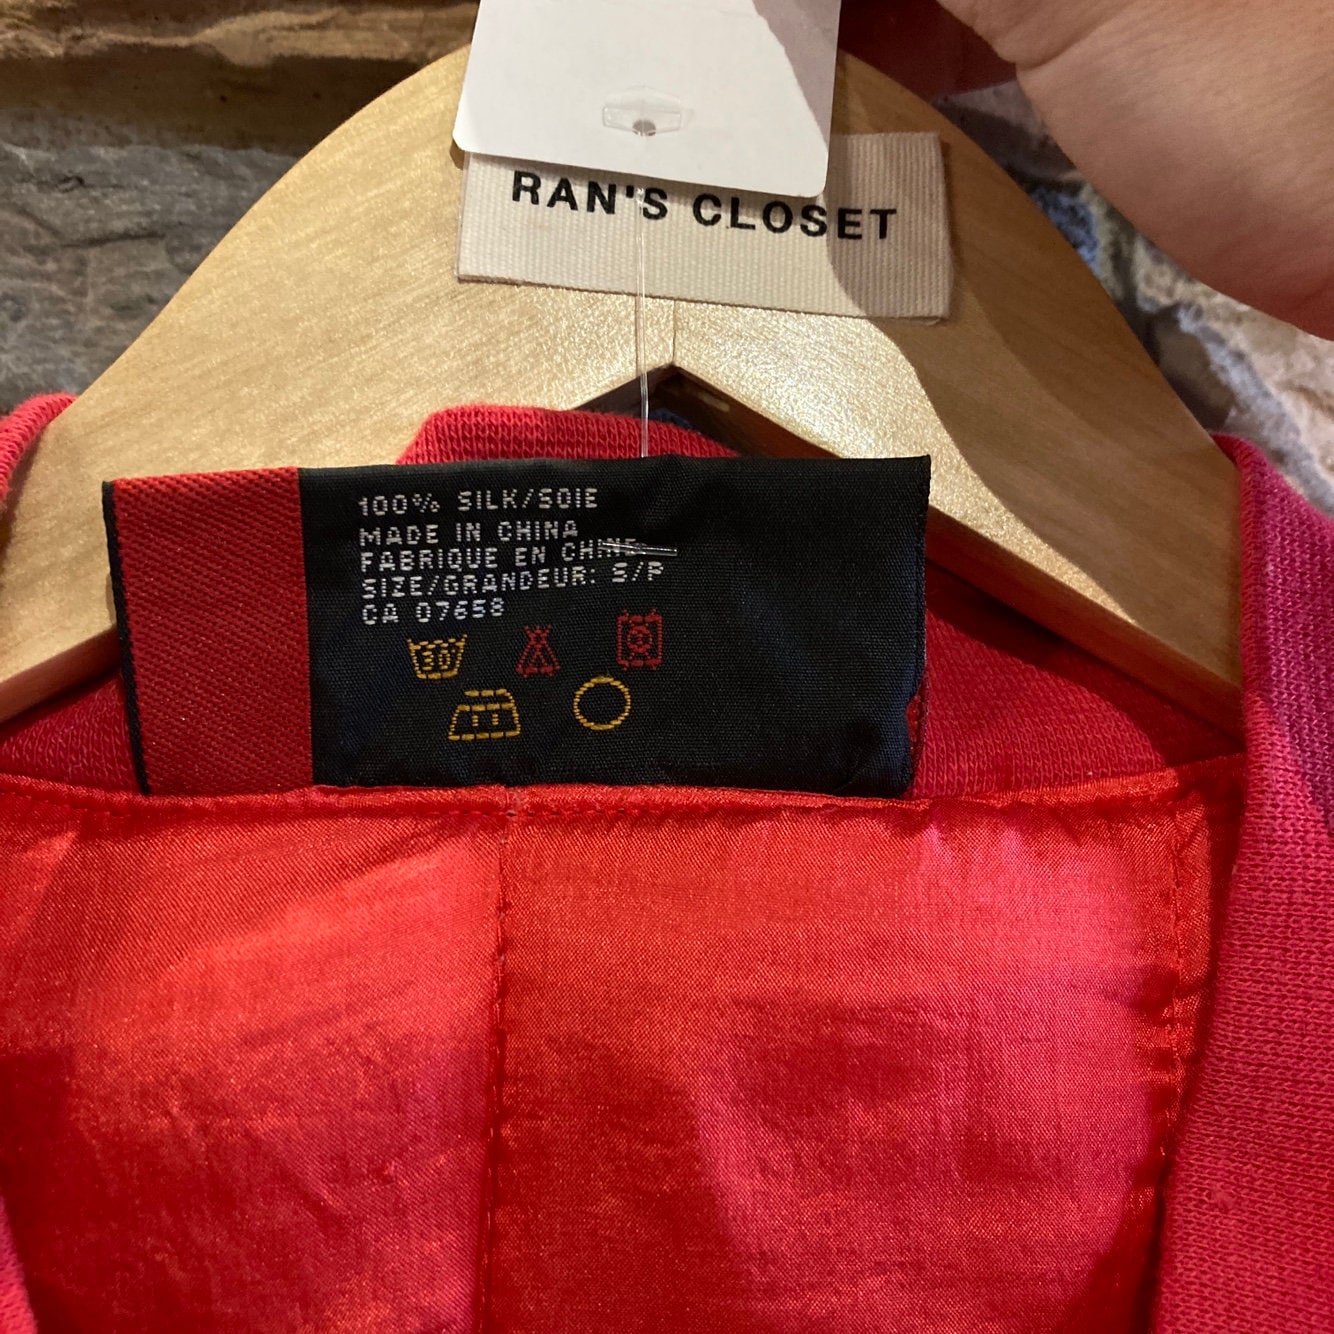 RAN'S CLOSET
100% SILK/SOIE
MADE IN CHINA
FABRIQUE EN CHINE
SIZE/GRANDEUR: S/P
CA 07658
30